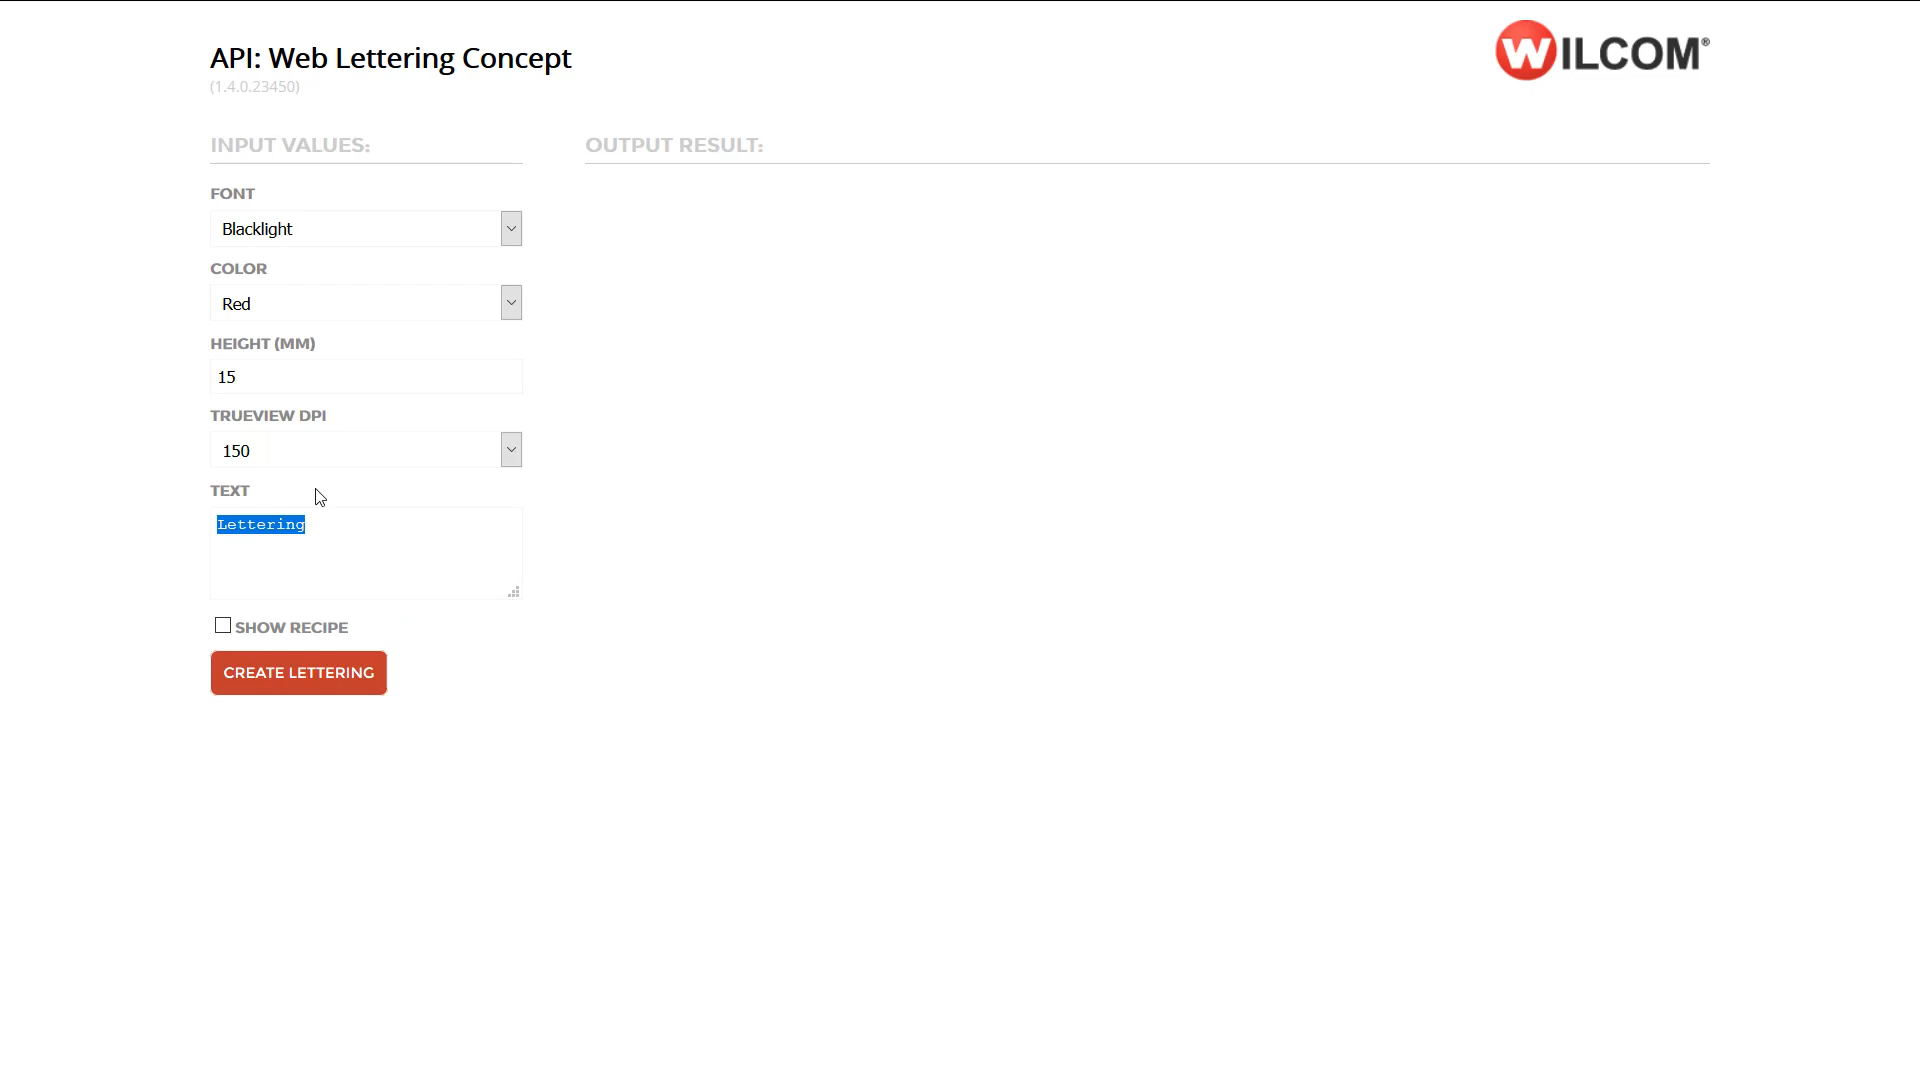 API: Web Lettering Concept
(1.4.0.23450)
WILCOM®
INPUT VALUES:
OUTPUT RESULT:
FONT
Blacklight
COLOR
Red
HEIGHT (MM)
15
TRUEVIEW DPI
150
TEXT
Lettering
SHOW RECIPE
CREATE LETTERING